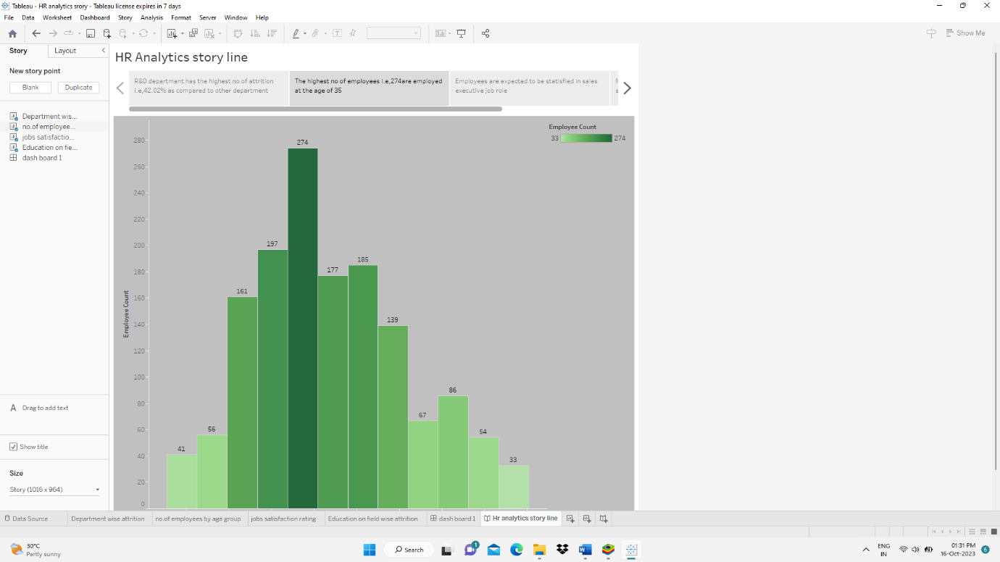 Tableau - HR analytics srory - Tableau license expires in 7 days
File Data Worksheet Dashboard Story Analysis Format Server Window Help
Show Me
Story Layout
New story point
Blank Duplicate
Department wis...
no.of employee...
jobs satisfactio...
Education on fie...
dash board 1
A Drag to add text
Show title
Size
Story (1016 x 964)
HR Analytics story line
R&D department has the highest no of attrition
i.e,42.02% as compared to other department
The highest no of employees i.e,274are employed
at the age of 35
Employees are expected to be statisfied in sales
executive job role
Employee Count
33 274
Employee Count
280
260
240
220
200
180
160
140
120
100
80
60
40
20
0
41
56
161
197
274
177
185
139
67
86
54
33
Data Source Department wise attrition no.of employees by age group jobs satisfaction rating Education on field wise attrition dash board 1 Hr analytics story line
30°C
Partly sunny
Search
1
ENG
IN
01:31 PM
16-Oct-2023
6